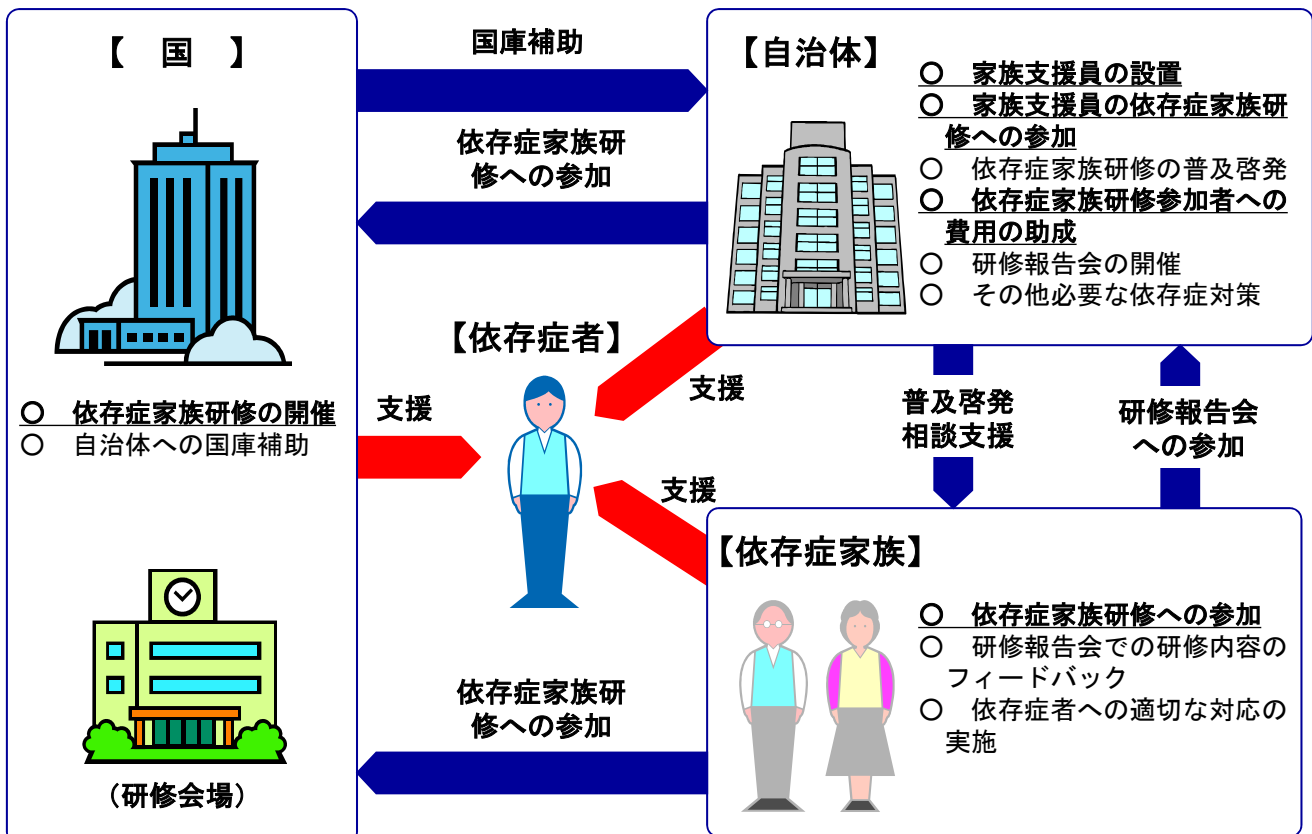 【　国　】
○　依存症家族研修の開催
○　自治体への国庫補助
（研修会場）
国庫補助
依存症家族研
修への参加
【自治体】
○　家族支援員の設置
○　家族支援員の依存症家族研
修への参加
○　依存症家族研修の普及啓発
○　依存症家族研修参加者への
費用の助成
○　研修報告会の開催
○　その他必要な依存症対策
【依存症者】
支援
支援
支援
普及啓発
相談支援
研修報告会
への参加
【依存症家族】
○　依存症家族研修への参加
○　研修報告会での研修内容の
フィードバック
○　依存症者への適切な対応の
実施
依存症家族研
修への参加